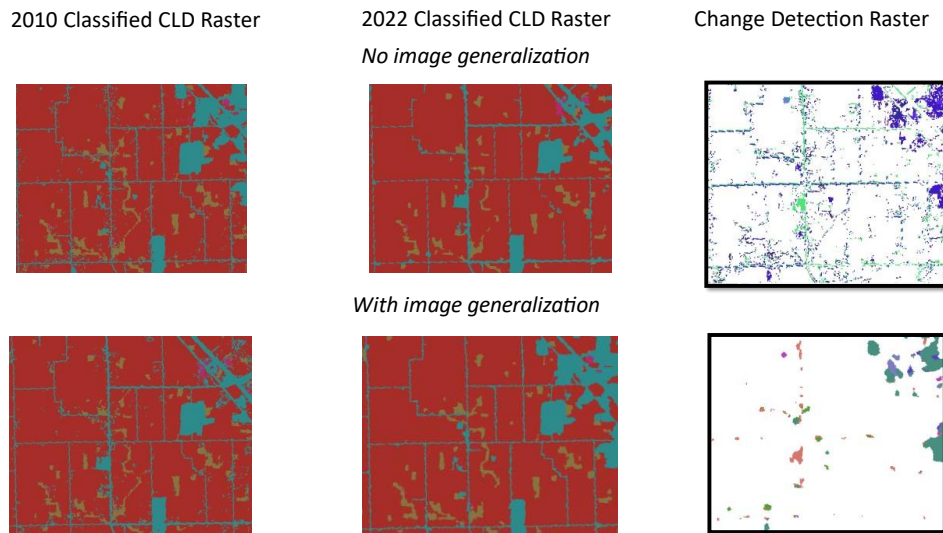 2010 Classified CLD Raster
2022 Classified CLD Raster
Change Detection Raster
No image generalization
With image generalization